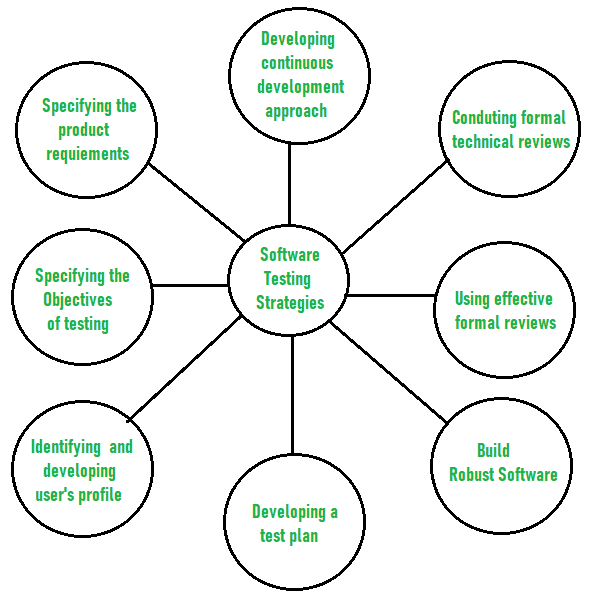 Developing
continuous
development
approach
Specifying the
product
requiements
Conduting formal
technical reviews
Software
Testing
Strategies
Specifying the
Objectives
of testing
Using effective
formal reviews
Identifying and
developing
user's profile
Build
Robust Software
Developing a
test plan